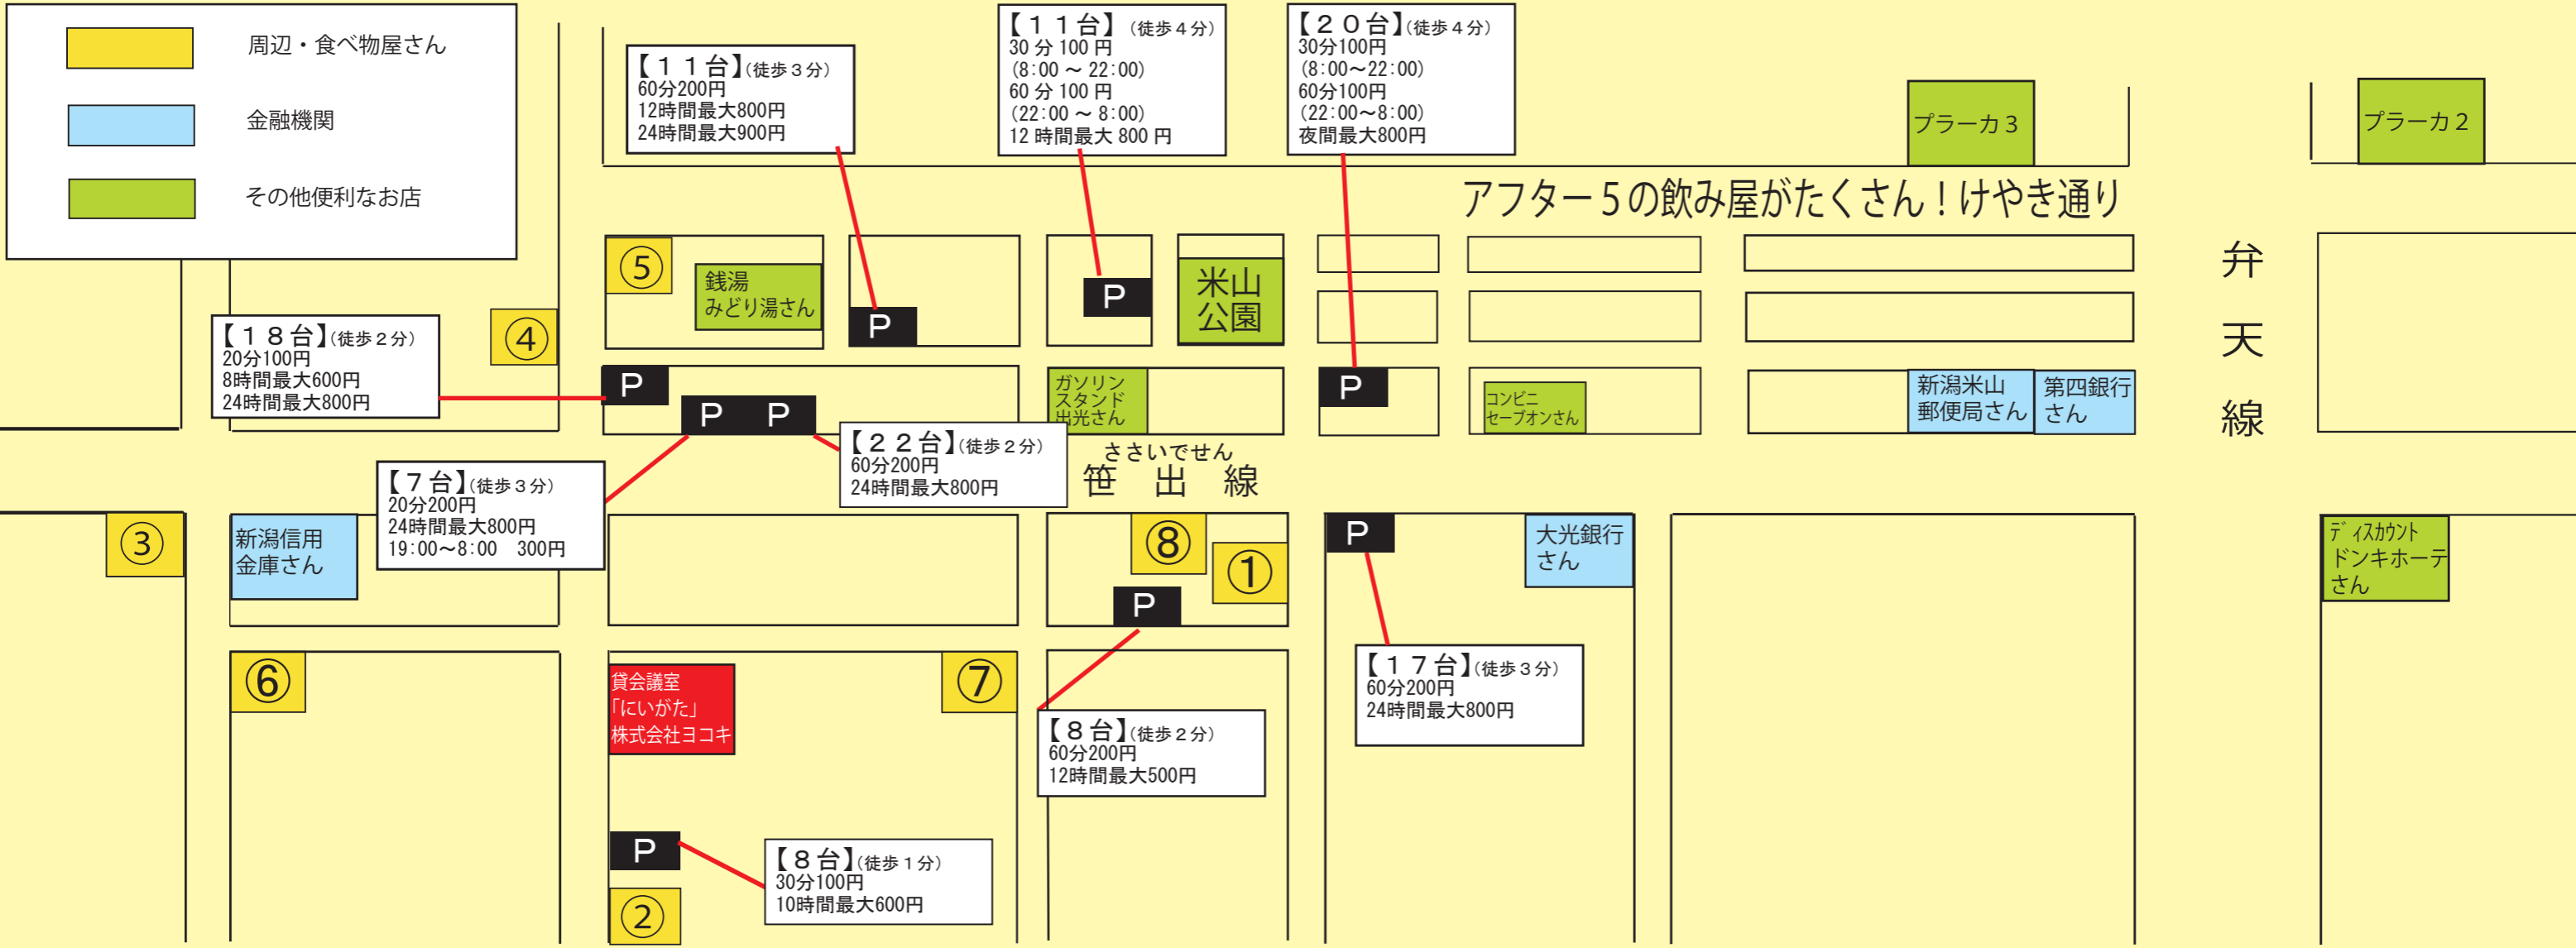 周辺・食べ物屋さん
金融機関
その他便利なお店
【１１台】(徒歩３分)
60分200円
12時間最大800円
24時間最大900円
【１１台】(徒歩４分)
30 分 100 円
(8:00 ～ 22:00)
60 分 100 円
(22:00 ～ 8:00)
12 時間最大 800 円
【２０台】(徒歩４分)
30分100円
(8:00～22:00)
60分100円
(22:00～8:00)
夜間最大800円
プラーカ３
プラーカ２
アフター５の飲み屋がたくさん！けやき通り
弁
天
線
⑤
銭湯
みどり湯さん
P
P
米山
公園
④
【１８台】(徒歩２分)
20分100円
8時間最大600円
24時間最大800円
P
P P
ガソリン
スタンド
出光さん
P
コンビニ
セーブオンさん
新潟米山
郵便局さん
第四銀行
さん
【２２台】(徒歩２分)
60分200円
24時間最大800円
ささいでせん
笹 出 線
【７台】(徒歩３分)
20分200円
24時間最大800円
19:00～8:00 300円
③
新潟信用
金庫さん
⑧
①
P
P
大光銀行
さん
ディスカウント
ドンキホーテ
さん
⑥
貸会議室
「にいがた」
株式会社ヨコキ
⑦
【８台】(徒歩２分)
60分200円
12時間最大500円
【１７台】(徒歩３分)
60分200円
24時間最大800円
P
【８台】(徒歩１分)
30分100円
10時間最大600円
②